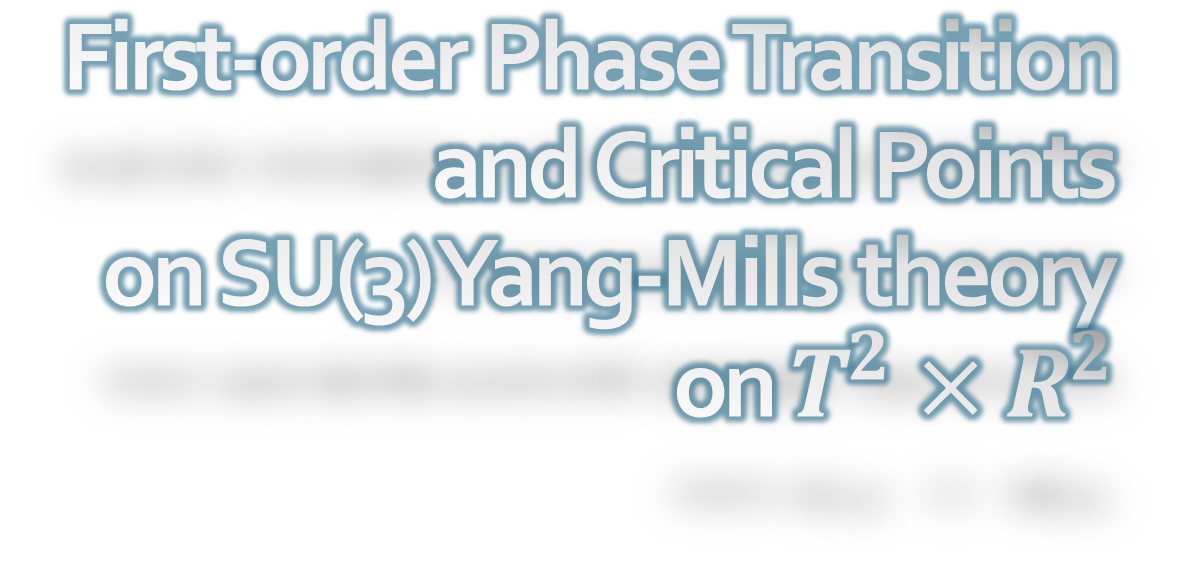 First-order Phase Transition
and Critical Points
on SU(3) Yang-Mills theory
on T² × R²